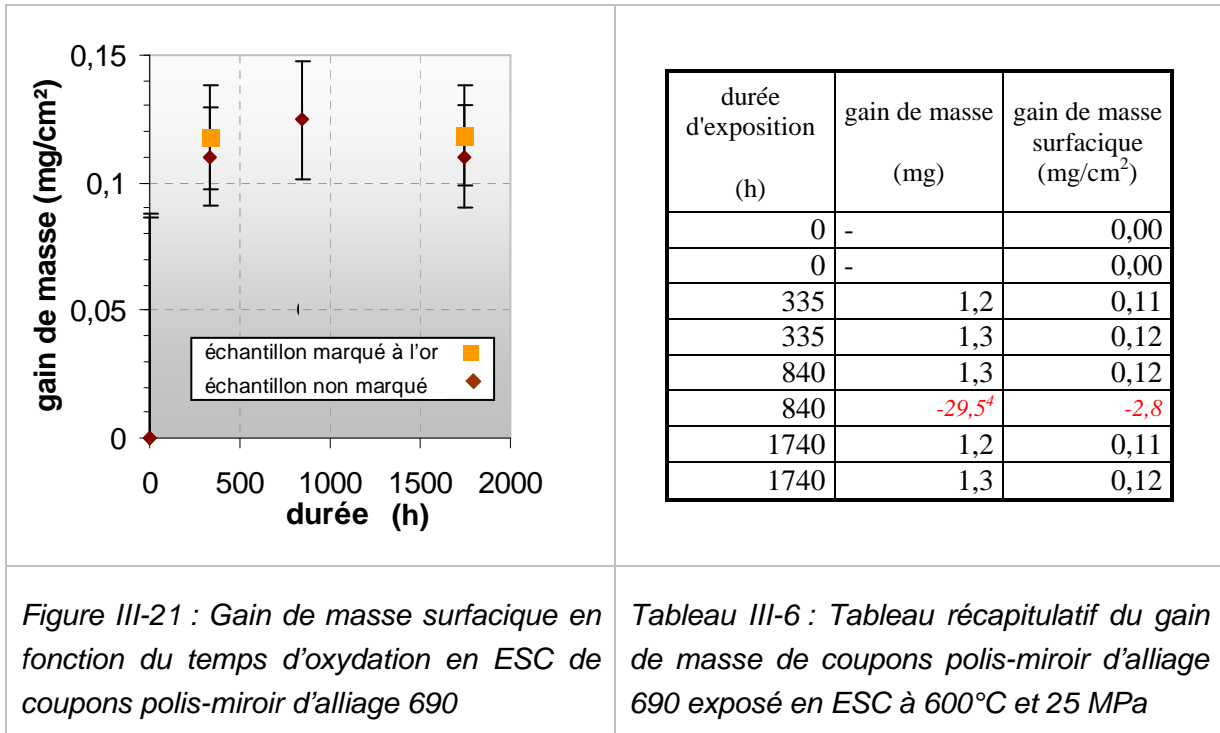 0,15
0,1
0,05
0
gain de masse (mg/cm²)
échantillon marqué à l'or
échantillon non marqué
0 500 1000 1500 2000
durée (h)
durée d'exposition (h) gain de masse (mg) gain de masse surfacique (mg/cm²)
0 - 0,00
0 - 0,00
335 1,2 0,11
335 1,3 0,12
840 1,3 0,12
840 -29,5⁴ -2,8
1740 1,2 0,11
1740 1,3 0,12
Figure III-21 : Gain de masse surfacique en
fonction du temps d'oxydation en ESC de
coupons polis-miroir d'alliage 690
Tableau III-6 : Tableau récapitulatif du gain
de masse de coupons polis-miroir d'alliage
690 exposé en ESC à 600°C et 25 MPa